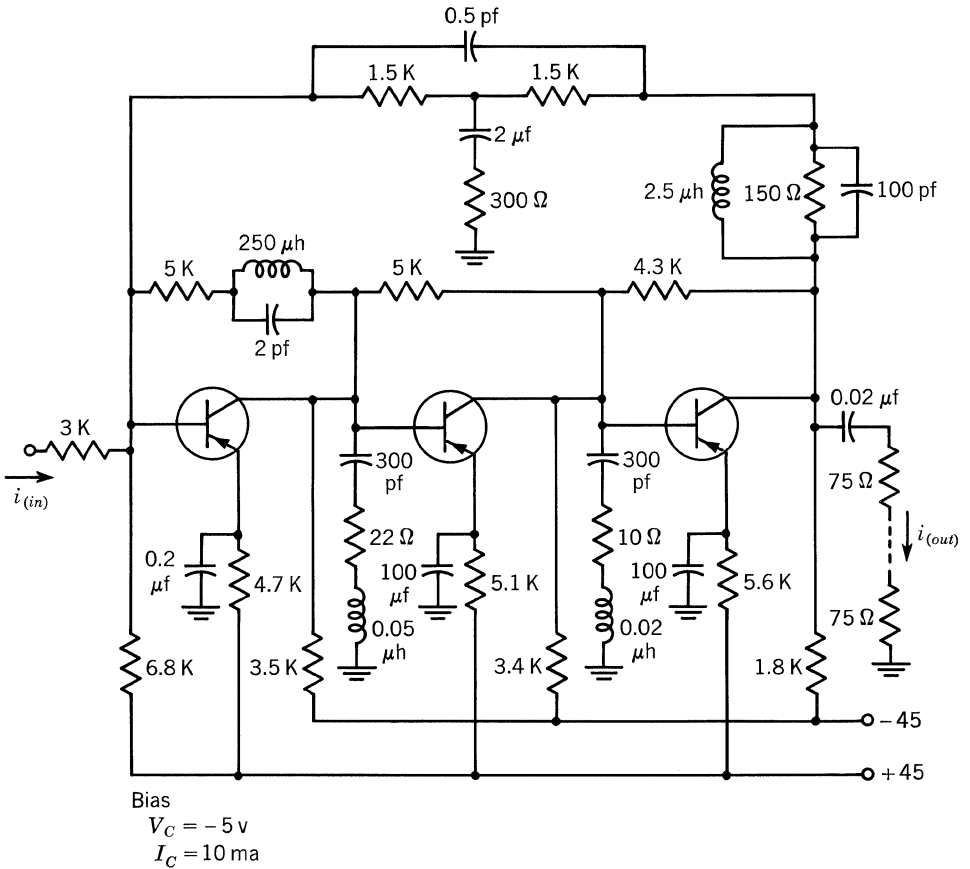 0.5 pf
1.5 K
1.5 K
2 μf
300 Ω
2.5 μh
150 Ω
100 pf
250 μh
5 K
2 pf
5 K
4.3 K
3 K
i(in)
0.02 μf
75 Ω
i(out)
75 Ω
300
pf
22 Ω
0.05
μh
300
pf
10 Ω
0.02
μh
0.2
μf
4.7 K
100
μf
5.1 K
100
μf
5.6 K
6.8 K
3.5 K
3.4 K
1.8 K
−45
+45
Bias
VC = −5 v
IC = 10 ma